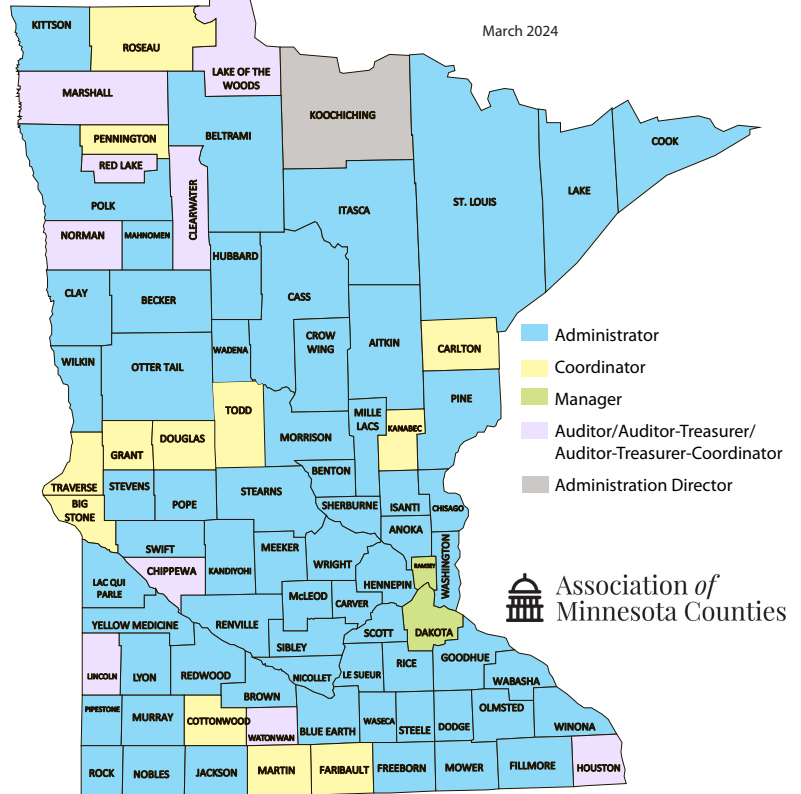 March 2024
KITTSON
ROSEAU
LAKE OF THE
WOODS
MARSHALL
KOOCHICHING
PENNINGTON
BELTRAMI
COOK
RED LAKE
CLEARWATER
LAKE
ST. LOUIS
POLK
ITASCA
NORMAN
MAHNOMEN
HUBBARD
CLAY
BECKER
CASS
CROW
WING
AITKIN
CARLTON
WADENA
WILKIN
OTTER TAIL
PINE
TODD
MILLE
LACS
KANABEC
MORRISON
DOUGLAS
GRANT
BENTON
TRAVERSE
STEVENS
STEARNS
BIG
STONE
POPE
SHERBURNE
ISANTI
CHISAGO
ANOKA
SWIFT
MEEKER
WASHINGTON
WRIGHT
RAMSEY
CHIPPEWA
KANDIYOHI
HENNEPIN
LAC QUI
PARLE
McLEOD
CARVER
YELLOW MEDICINE
RENVILLE
SCOTT
DAKOTA
SIBLEY
GOODHUE
RICE
LINCOLN
LYON
REDWOOD
NICOLLET
LE SUEUR
WABASHA
BROWN
PIPESTONE
MURRAY
COTTONWOOD
WATONWAN
BLUE EARTH
WASECA
STEELE
DODGE
OLMSTED
WINONA
ROCK
NOBLES
JACKSON
MARTIN
FARIBAULT
FREEBORN
MOWER
FILLMORE
HOUSTON
Administrator
Coordinator
Manager
Auditor/Auditor-Treasurer/
Auditor-Treasurer-Coordinator
Administration Director
Association of
Minnesota Counties